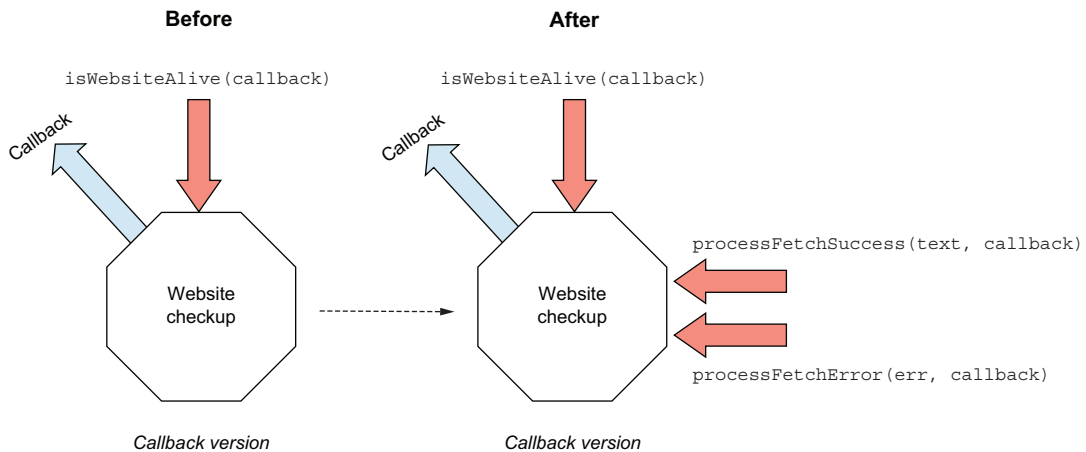 Before
After
isWebsiteAlive(callback)
isWebsiteAlive(callback)
Callback
Callback
processFetchSuccess(text, callback)
Website
checkup
Website
checkup
processFetchError(err, callback)
Callback version
Callback version